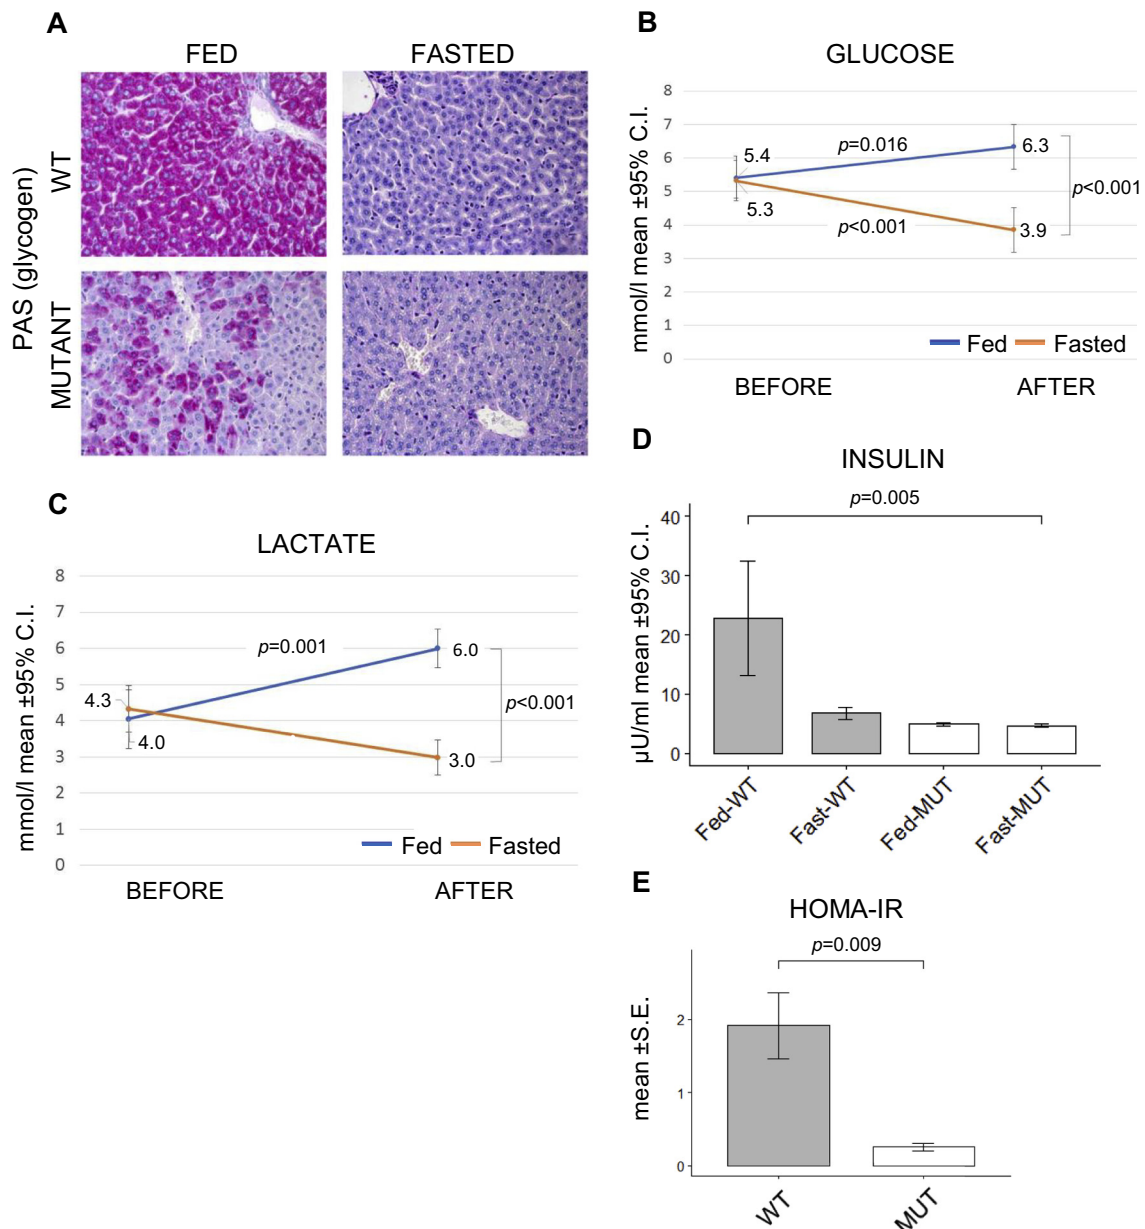 A
FED
FASTED
PAS (glycogen)
WT
MUTANT
B
GLUCOSE
mmol/l mean ±95% C.I.
8
7
6
5
4
3
2
1
0
5.4
5.3
p=0.016
p<0.001
6.3
3.9
p<0.001
Fed
Fasted
BEFORE
AFTER
C
LACTATE
mmol/l mean ±95% C.I.
8
7
6
5
4
3
2
1
0
4.3
4.0
p=0.001
6.0
3.0
p<0.001
Fed
Fasted
BEFORE
AFTER
D
INSULIN
p=0.005
µU/ml mean ±95% C.I.
40
30
20
10
0
Fed-WT
Fast-WT
Fed-MUT
Fast-MUT
E
HOMA-IR
p=0.009
mean ±S.E.
2
1
0
WT
MUT